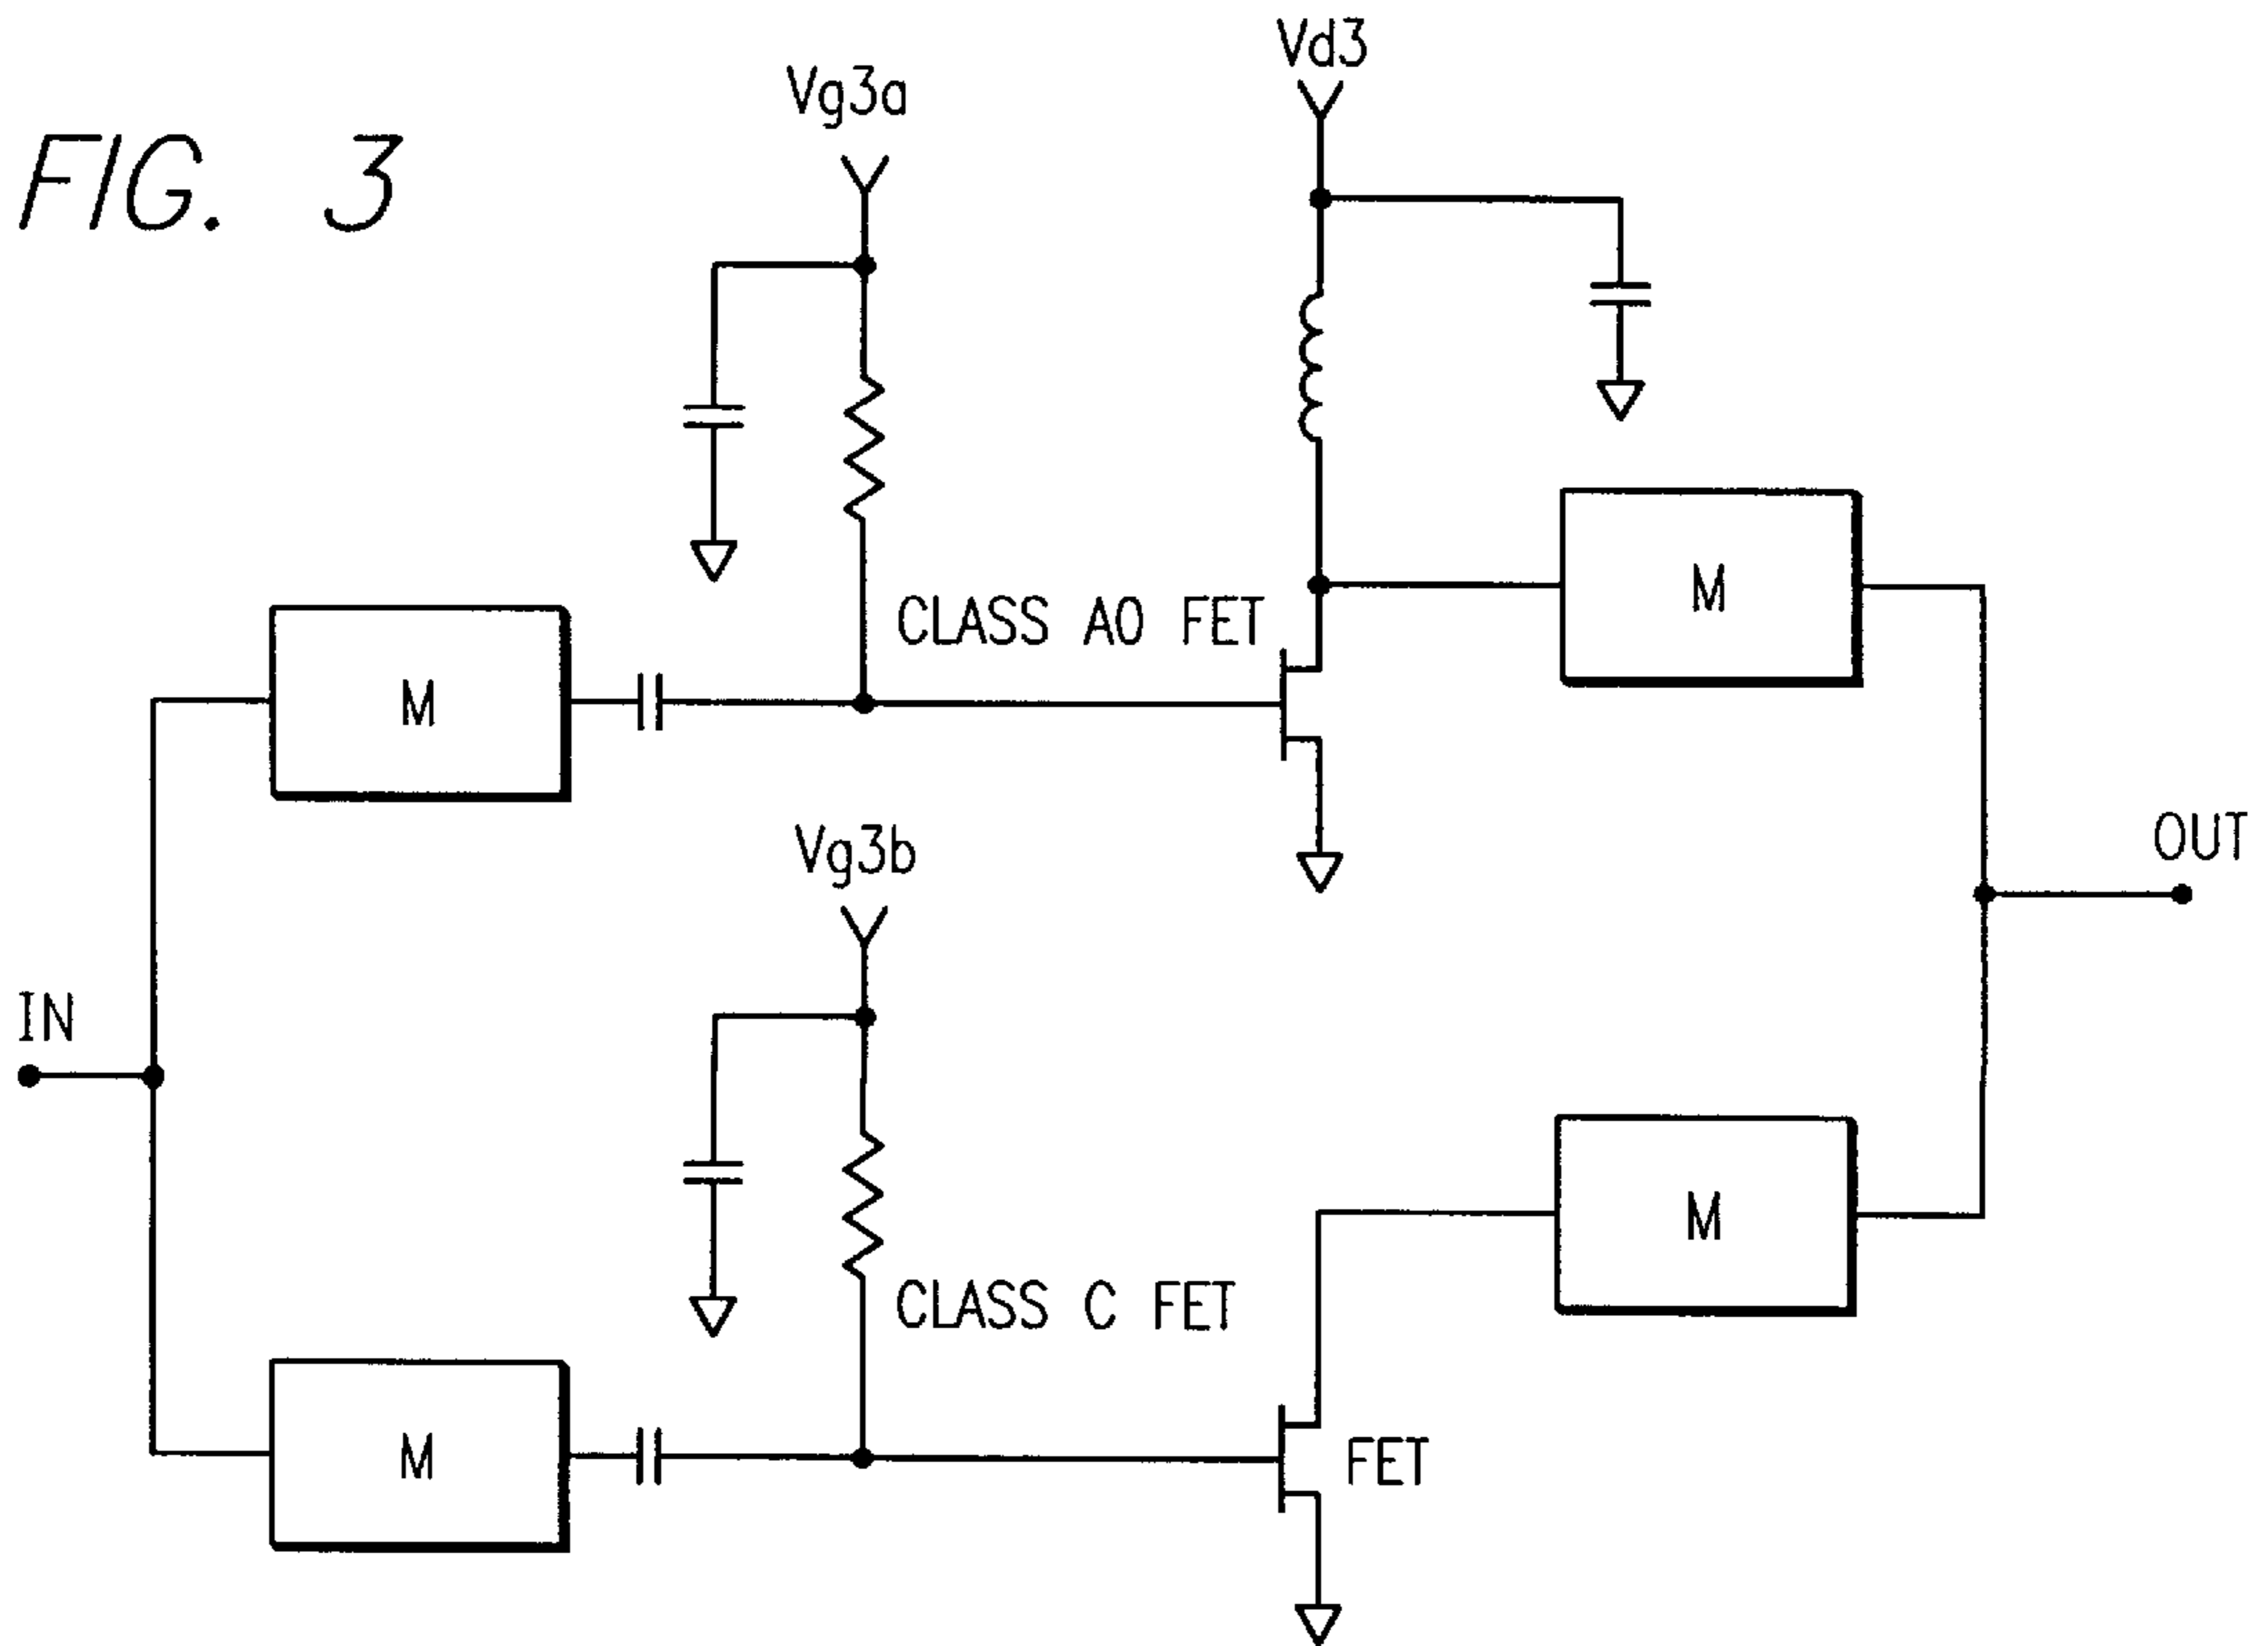 FIG. 3
Vg3a
Vd3
CLASS AO FET
M
M
Vg3b
OUT
IN
M
CLASS C FET
M
FET